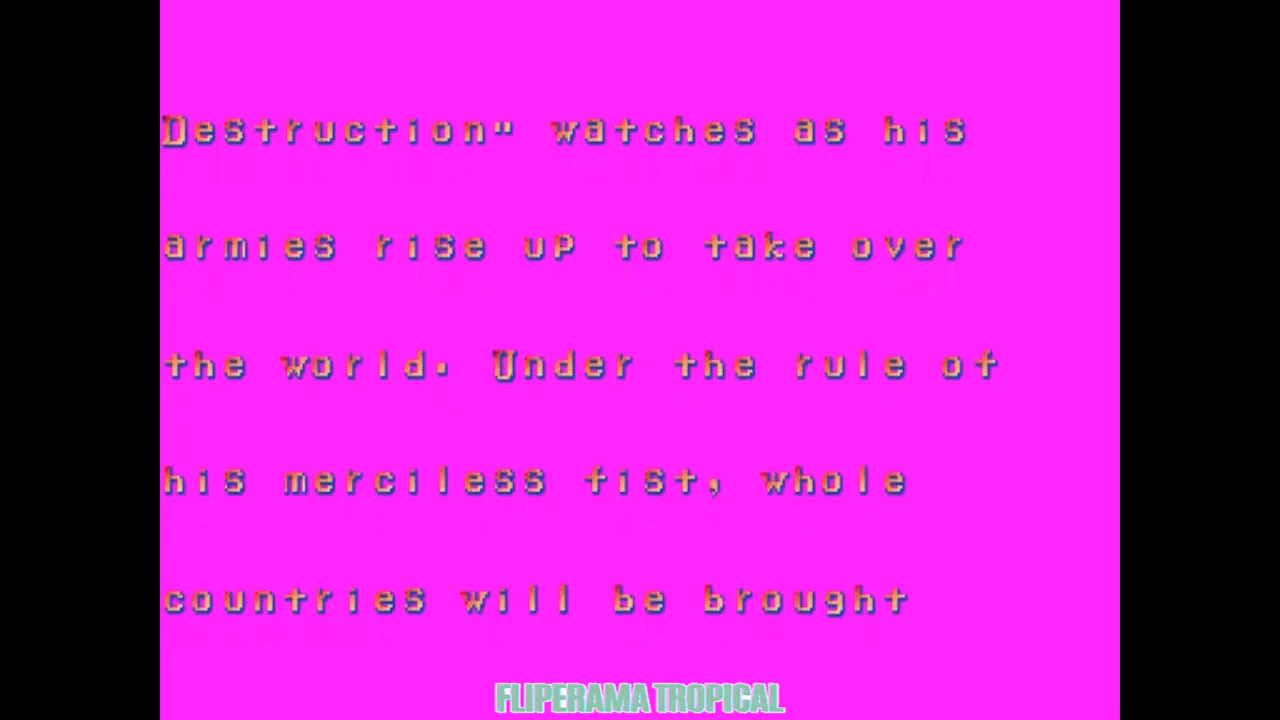 Destruction" watches as his
armies rise up to take over
the world. Under the rule of
his merciless fist, whole
countries will be brought
FLIPERAMA TROPICAL